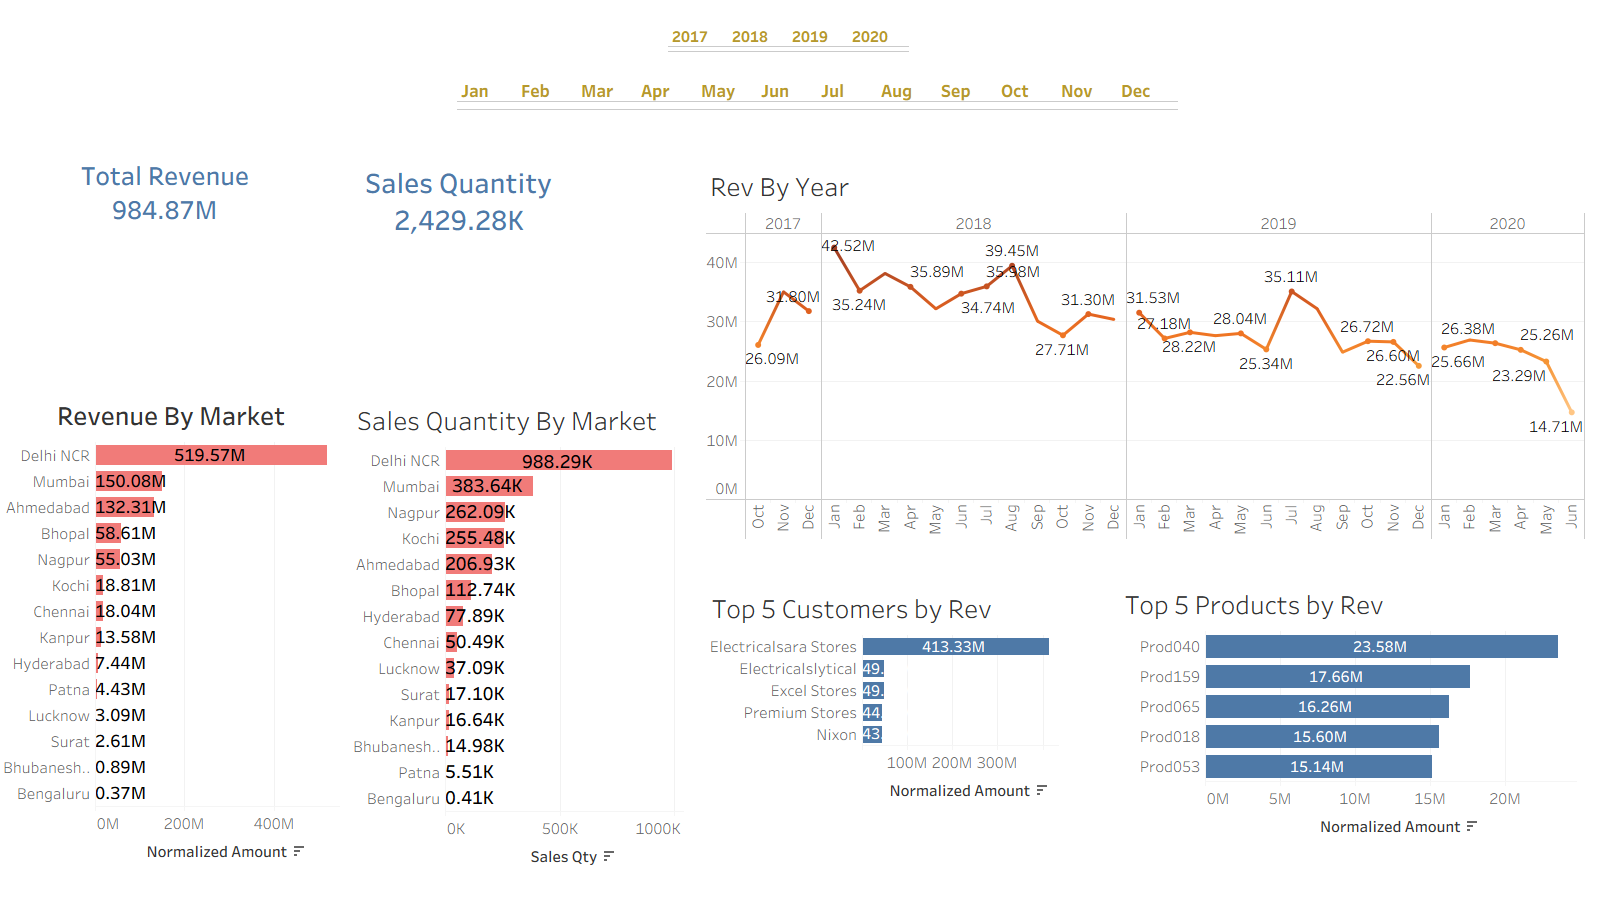 2017 2018 2019 2020
Jan Feb Mar Apr May Jun Jul Aug Sep Oct Nov Dec
Total Revenue
984.87M
Sales Quantity
2,429.28K
Rev By Year
2017 2018 2019 2020
40M
30M
20M
10M
0M
26.09M
31.80M
42.52M
35.24M
35.89M
34.74M
35.98M
39.45M
27.71M
31.30M
31.53M
27.18M
28.22M
28.04M
25.34M
35.11M
26.72M
26.60M
22.56M
25.66M
26.38M
23.29M
25.26M
14.71M
Oct Nov Dec Jan Feb Mar Apr May Jun Jul Aug Sep Oct Nov Dec Jan Feb Mar Apr May Jun Jul Aug Sep Oct Nov Dec Jan Feb Mar Apr May Jun
Revenue By Market
Delhi NCR 519.57M
Mumbai 150.08M
Ahmedabad 132.31M
Bhopal 58.61M
Nagpur 55.03M
Kochi 18.81M
Chennai 18.04M
Kanpur 13.58M
Hyderabad 7.44M
Patna 4.43M
Lucknow 3.09M
Surat 2.61M
Bhubanesh.. 0.89M
Bengaluru 0.37M
0M 200M 400M
Normalized Amount
Sales Quantity By Market
Delhi NCR 988.29K
Mumbai 383.64K
Nagpur 262.09K
Kochi 255.48K
Ahmedabad 206.93K
Bhopal 112.74K
Hyderabad 77.89K
Chennai 50.49K
Lucknow 37.09K
Surat 17.10K
Kanpur 16.64K
Bhubanesh.. 14.98K
Patna 5.51K
Bengaluru 0.41K
0K 500K 1000K
Sales Qty
Top 5 Customers by Rev
Electricalsara Stores 413.33M
Electricalslytical 49.
Excel Stores 49.
Premium Stores 44.
Nixon 43.
100M 200M 300M
Normalized Amount
Top 5 Products by Rev
Prod040 23.58M
Prod159 17.66M
Prod065 16.26M
Prod018 15.60M
Prod053 15.14M
0M 5M 10M 15M 20M
Normalized Amount